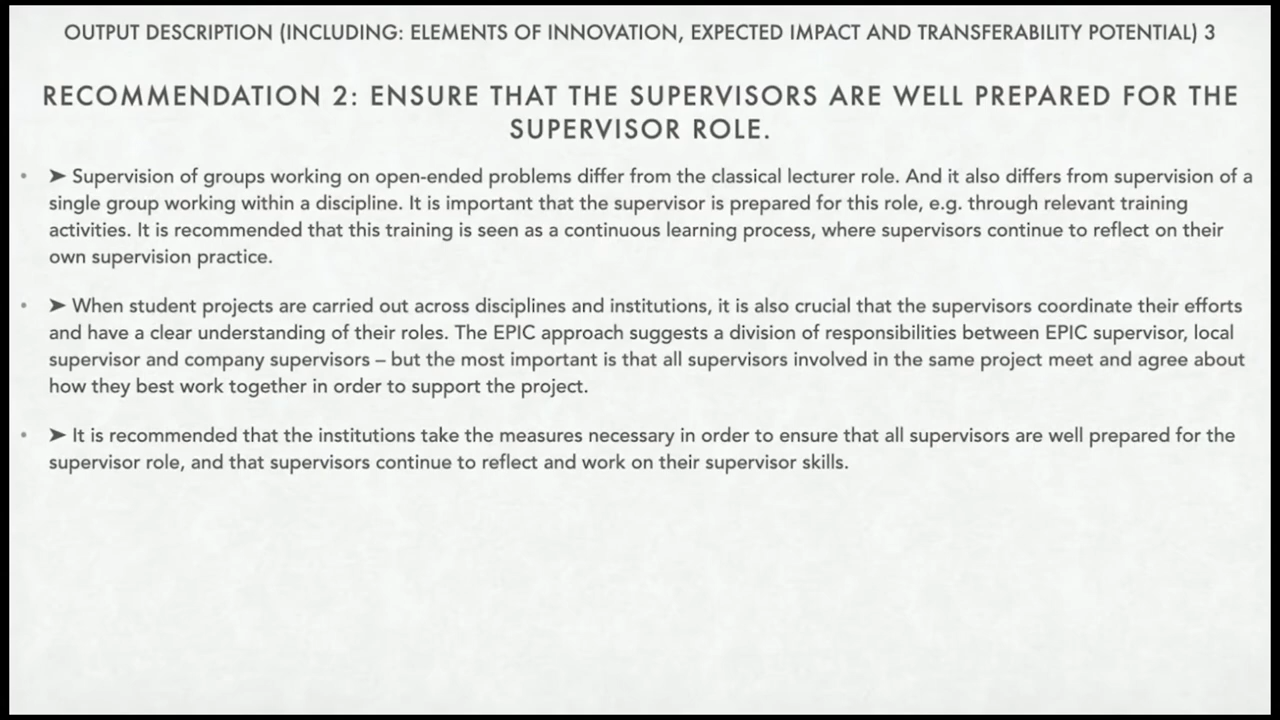 OUTPUT DESCRIPTION (INCLUDING: ELEMENTS OF INNOVATION, EXPECTED IMPACT AND TRANSFERABILITY POTENTIAL) 3
RECOMMENDATION 2: ENSURE THAT THE SUPERVISORS ARE WELL PREPARED FOR THE
SUPERVISOR ROLE.
• ➤ Supervision of groups working on open-ended problems differ from the classical lecturer role. And it also differs from supervision of a
single group working within a discipline. It is important that the supervisor is prepared for this role, e.g. through relevant training
activities. It is recommended that this training is seen as a continuous learning process, where supervisors continue to reflect on their
own supervision practice.
• ➤ When student projects are carried out across disciplines and institutions, it is also crucial that the supervisors coordinate their efforts
and have a clear understanding of their roles. The EPIC approach suggests a division of responsibilities between EPIC supervisor, local
supervisor and company supervisors – but the most important is that all supervisors involved in the same project meet and agree about
how they best work together in order to support the project.
• ➤ It is recommended that the institutions take the measures necessary in order to ensure that all supervisors are well prepared for the
supervisor role, and that supervisors continue to reflect and work on their supervisor skills.